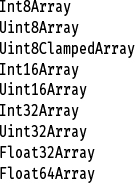 Int8Array
Uint8Array
Uint8ClampedArray
Int16Array
Uint16Array
Int32Array
Uint32Array
Float32Array
Float64Array